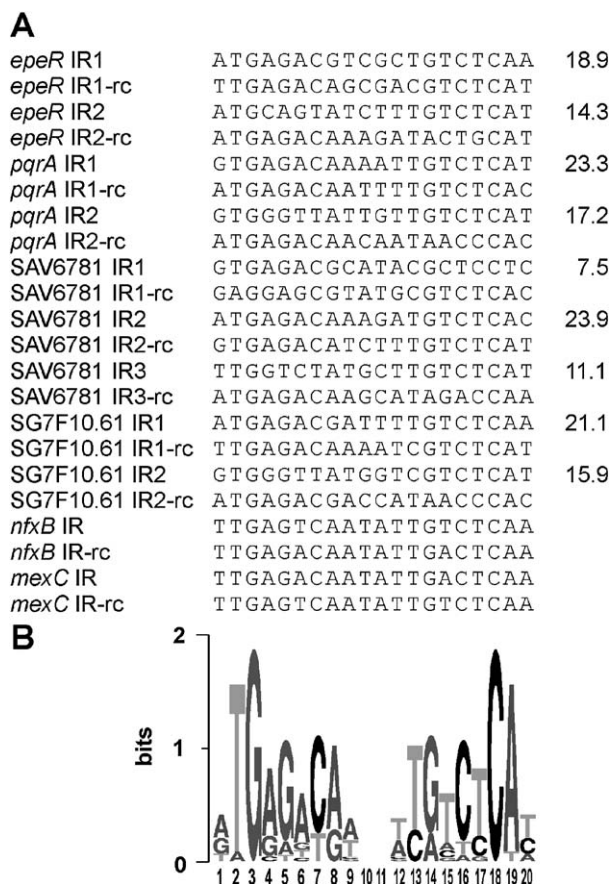 A
epeR IR1 ATGAGACGTCGCTGTCTCAA 18.9
epeR IR1-rc TTGAGACAGCGACGTCTCAT
epeR IR2 ATGCAGTATCTTTGTCTCAT 14.3
epeR IR2-rc ATGAGACAAAGATACTGCAT
pqrA IR1 GTGAGACAAAATTGTCTCAT 23.3
pqrA IR1-rc ATGAGACAATTTTGTCTCAC
pqrA IR2 GTGGGTTATTGTTGTCTCAT 17.2
pqrA IR2-rc ATGAGACAACAATAACCCAC
SAV6781 IR1 GTGAGACGCATACGCTCCTC 7.5
SAV6781 IR1-rc GAGGAGCGTATGCGTCTCAC
SAV6781 IR2 ATGAGACAAAGATGTCTCAC 23.9
SAV6781 IR2-rc GTGAGACATCTTTGTCTCAT
SAV6781 IR3 TTGGTCTATGCTTGTCTCAT 11.1
SAV6781 IR3-rc ATGAGACAAGCATAGACCAA
SG7F10.61 IR1 ATGAGACGATTTTGTCTCAA 21.1
SG7F10.61 IR1-rc TTGAGACAAAATCGTCTCAT
SG7F10.61 IR2 GTGGGTTATGGTCGTCTCAT 15.9
SG7F10.61 IR2-rc ATGAGACGACCATAACCCAC
nfxB IR TTGAGTCAATATTGTCTCAA
nfxB IR-rc TTGAGACAATATTGACTCAA
mexC IR TTGAGACAATATTGACTCAA
mexC IR-rc TTGAGTCAATATTGTCTCAA
B
2
1
0
bits
1 2 3 4 5 6 7 8 9 10 11 12 13 14 15 16 17 18 19 20